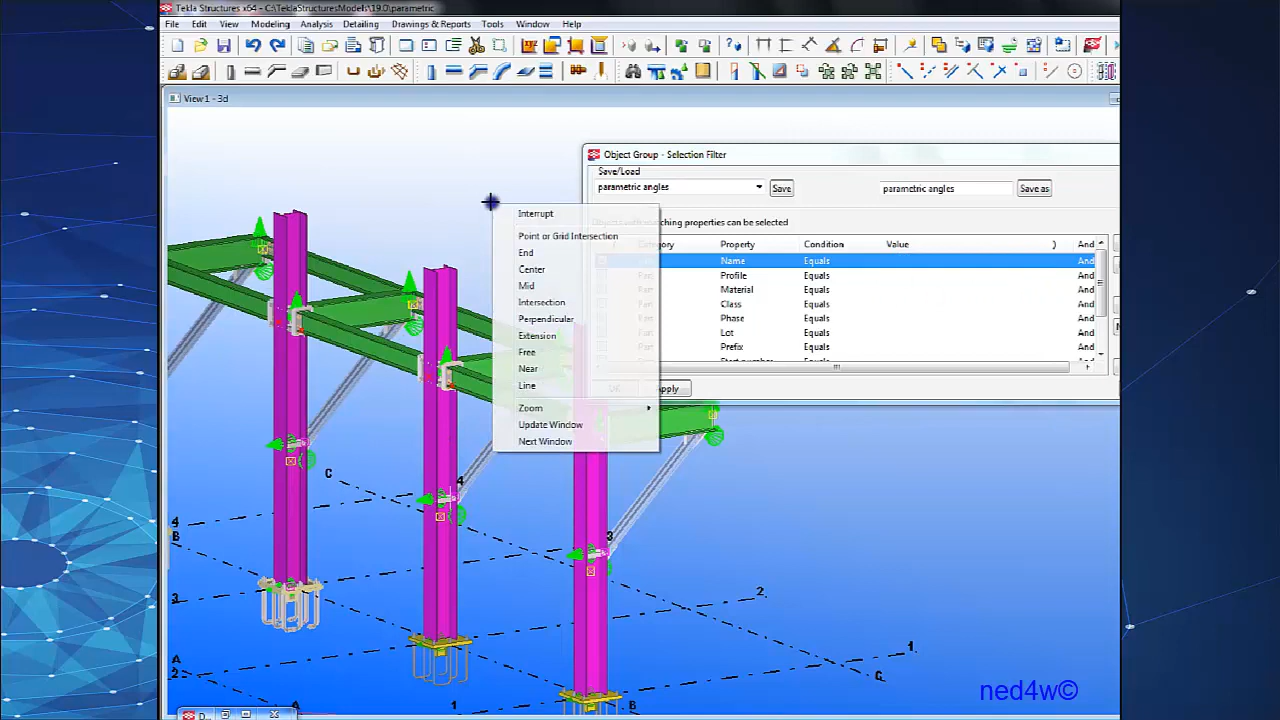 Tekla Structures x64 - C:\TeklaStructuresModels\19.0\parametric
File Edit View Modeling Analysis Detailing Drawings & Reports Tools Window Help
View 1 - 3d
Object Group - Selection Filter
Save/Load
parametric angles Save parametric angles Save as
Interrupt
Point or Grid Intersection
End
Center
Mid
Intersection
Perpendicular
Extension
Free
Near
Line
Zoom
Update Window
Next Window
can be selected
Property Condition Value ) And
Name Equals And
Profile Equals And
Material Equals And
Class Equals And
Phase Equals And
Lot Equals And
Prefix Equals And
Start number
Apply
C
4
4
B
3
3
2
1
A
2
A
1
B
ned4w©
D...